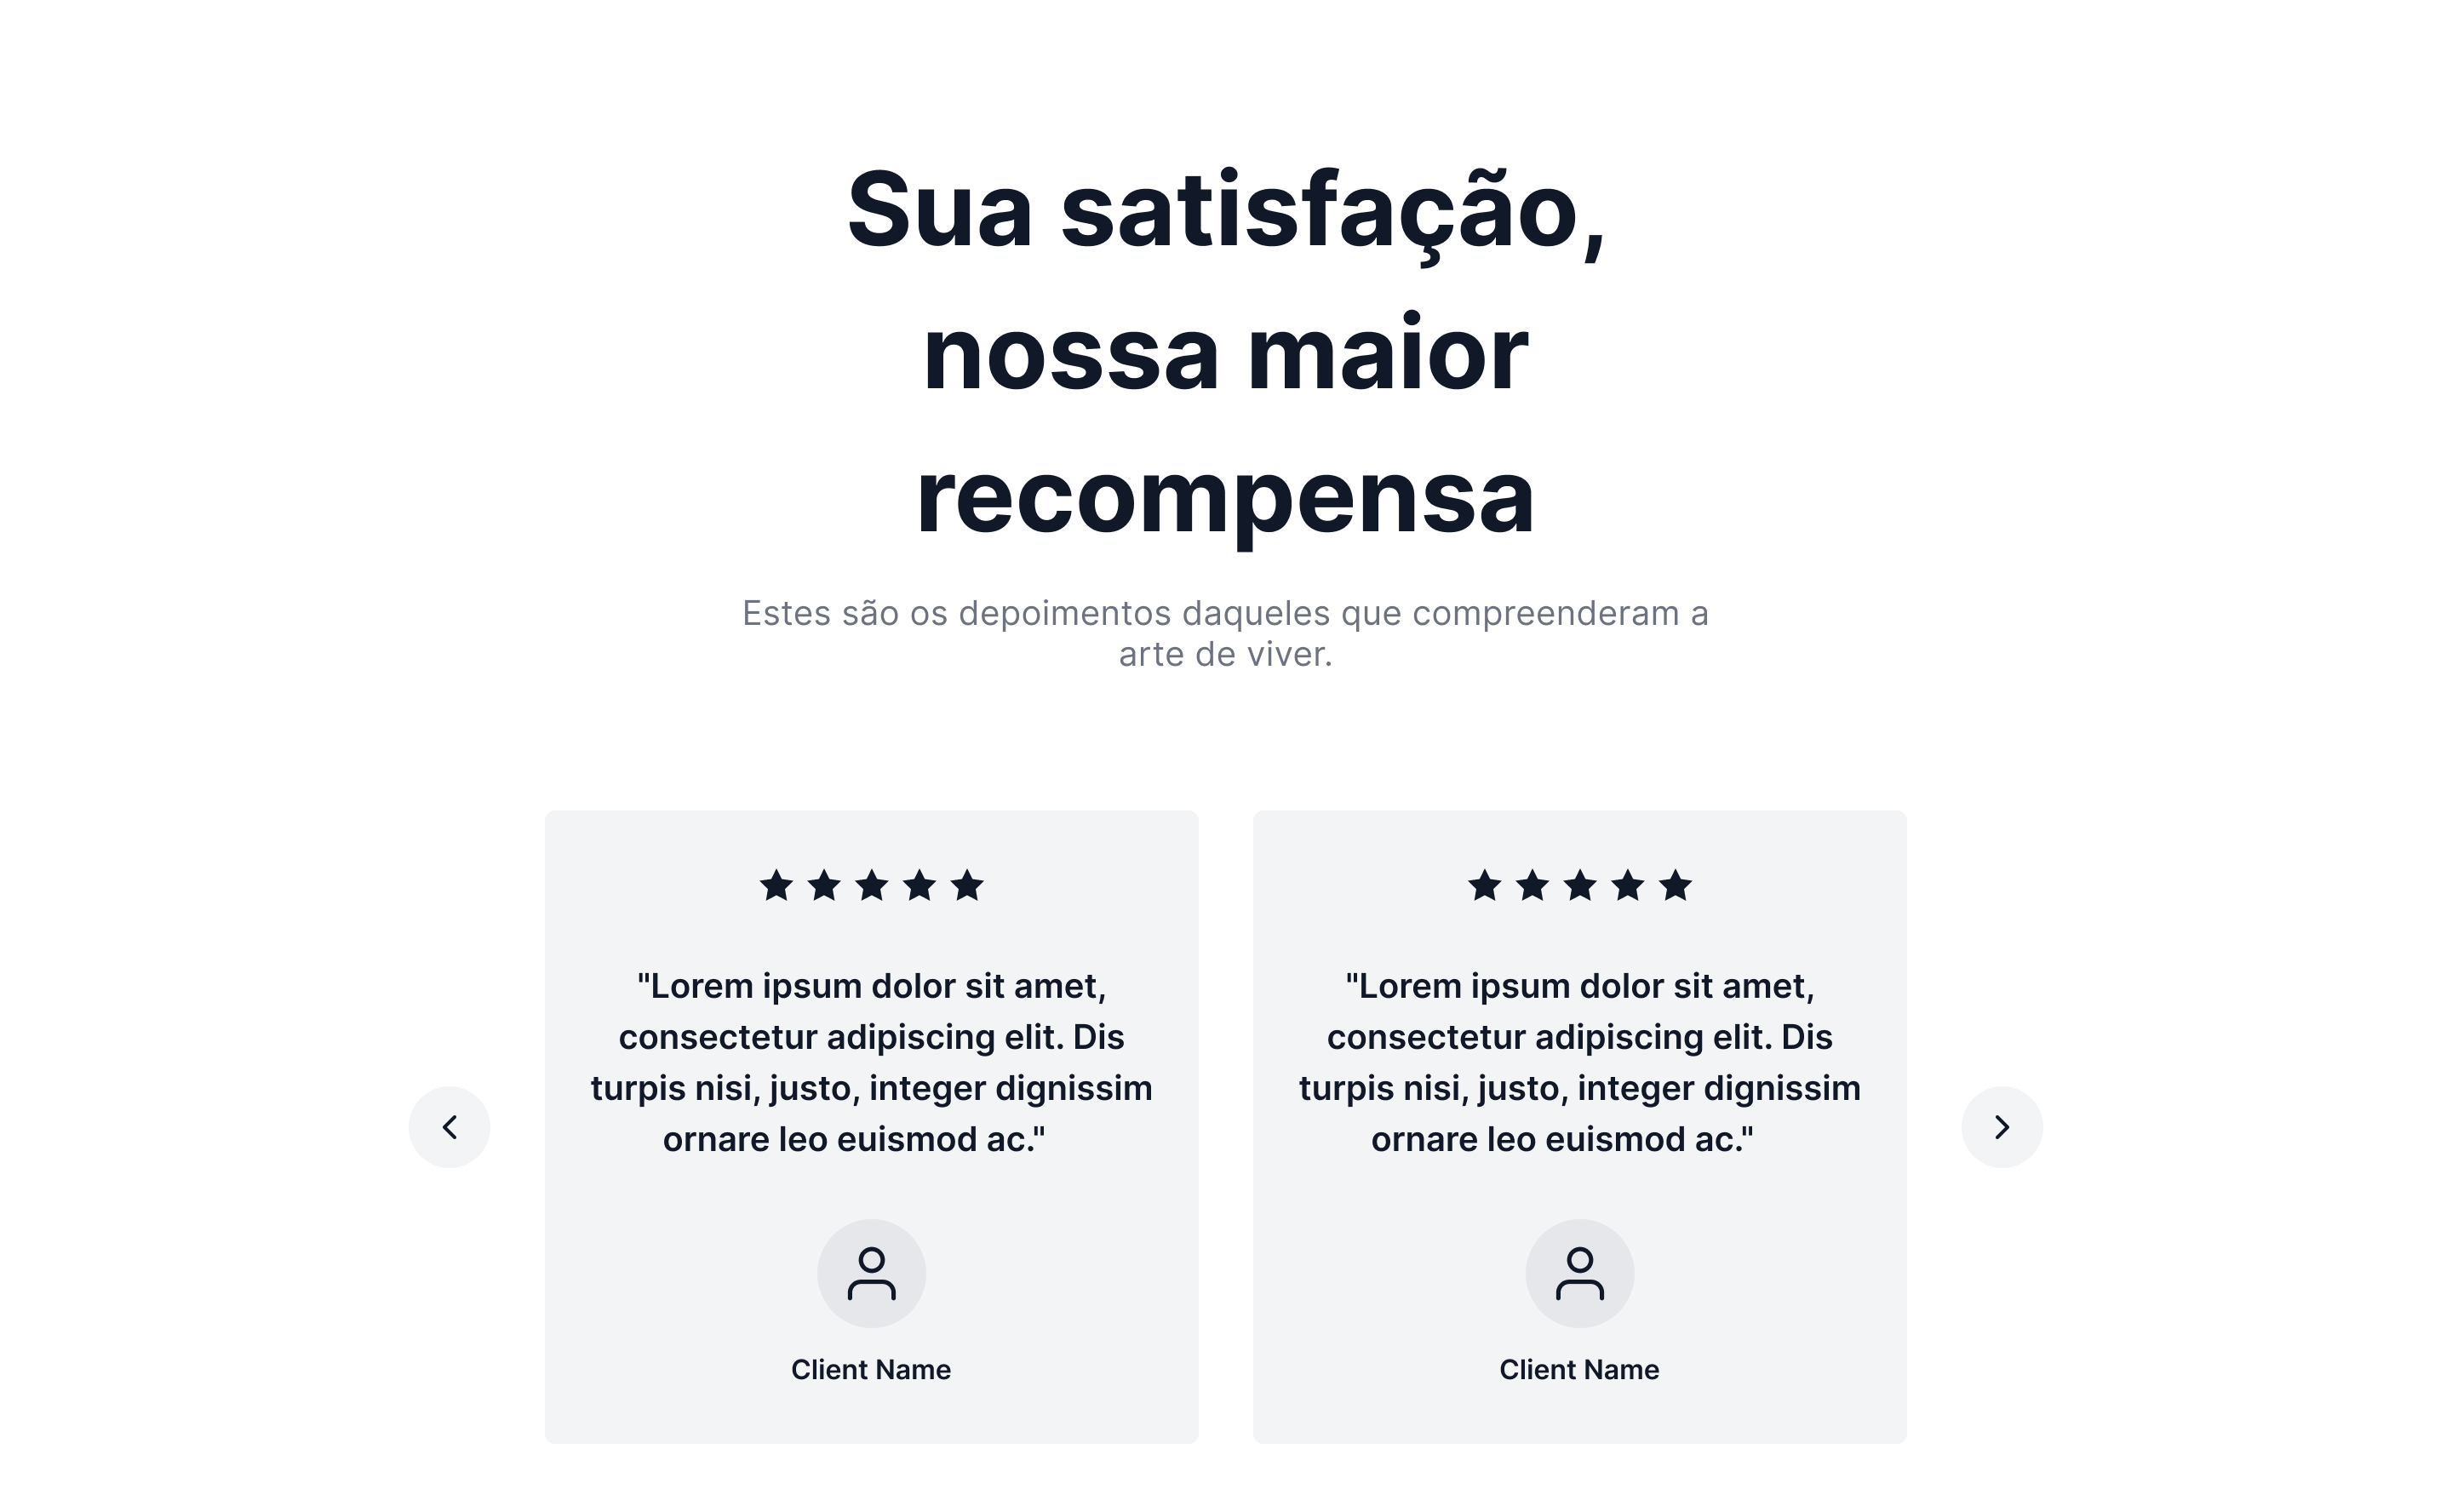 Sua satisfação,
nossa maior
recompensa
Estes são os depoimentos daqueles que compreenderam a
arte de viver.
"Lorem ipsum dolor sit amet,
consectetur adipiscing elit. Dis
turpis nisi, justo, integer dignissim
ornare leo euismod ac."
Client Name
"Lorem ipsum dolor sit amet,
consectetur adipiscing elit. Dis
turpis nisi, justo, integer dignissim
ornare leo euismod ac."
Client Name